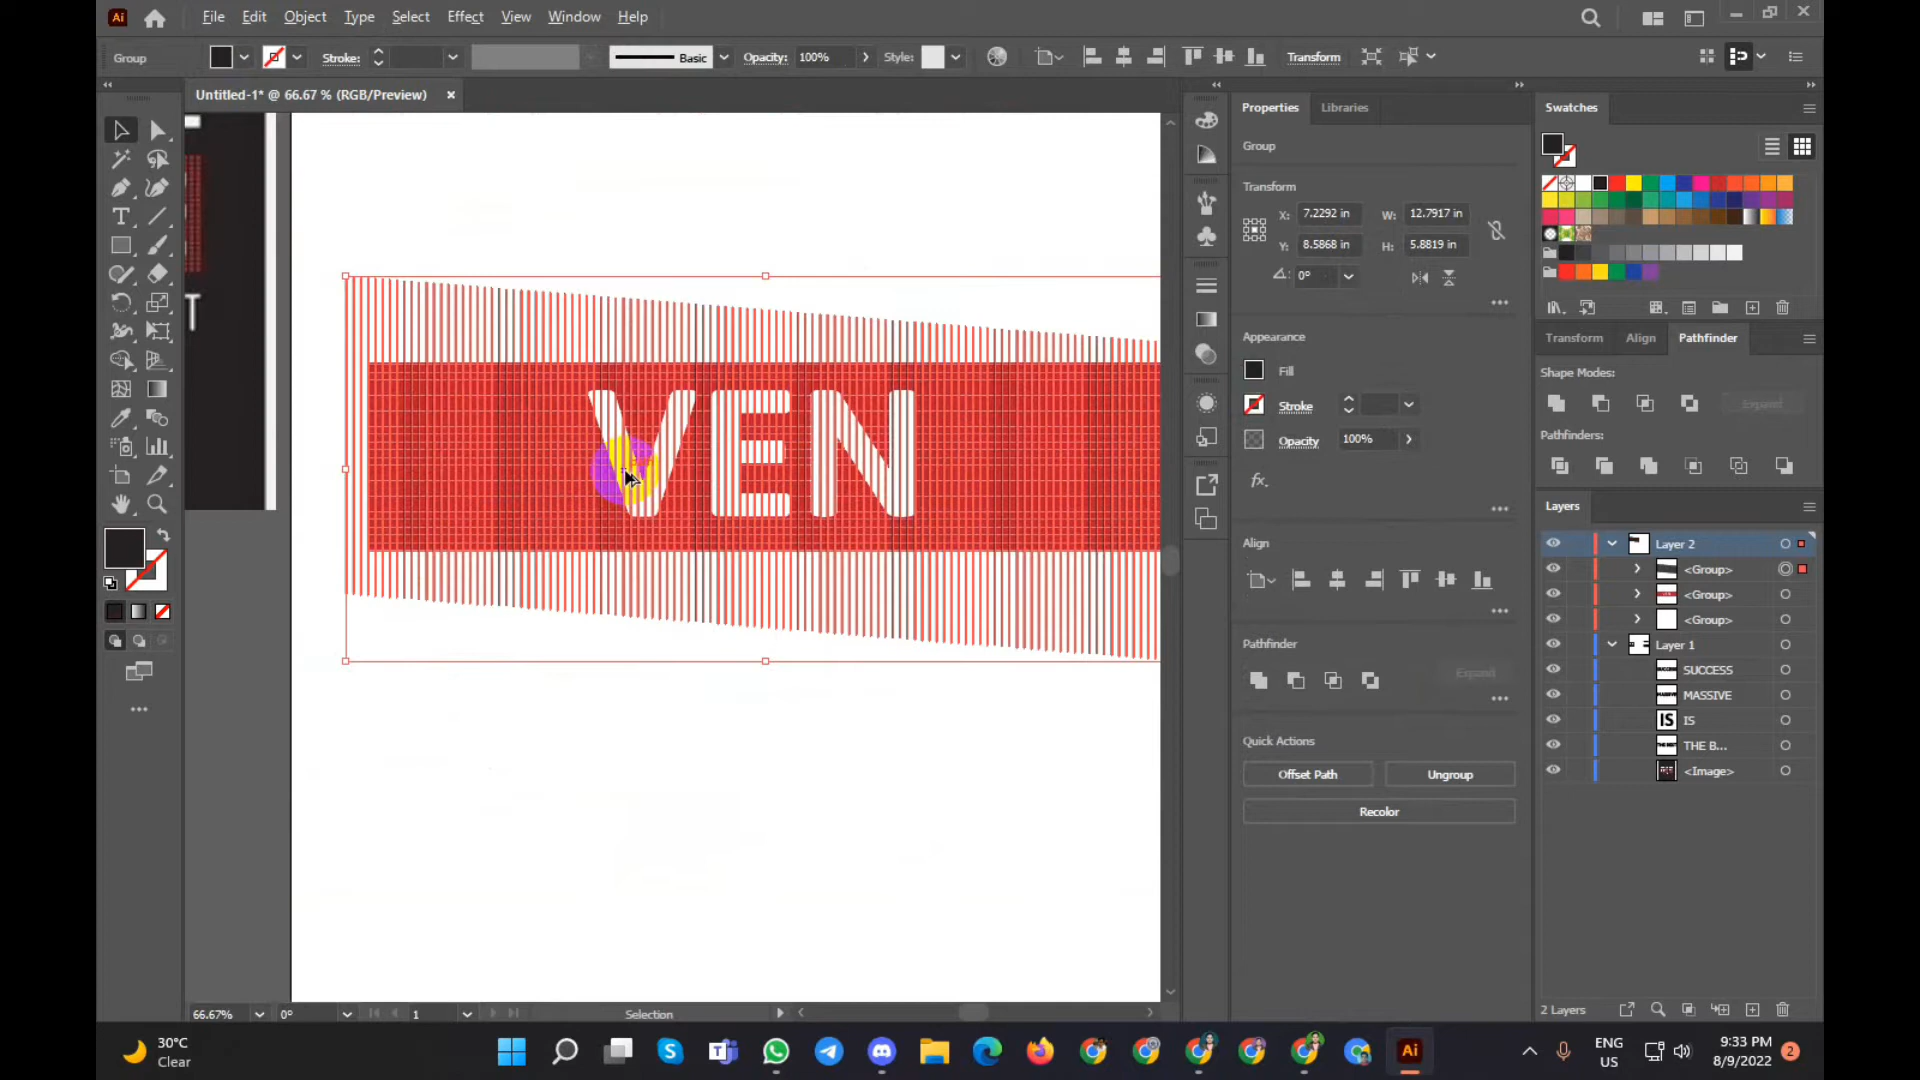 Ai
File Edit Object Type Select Effect View Window Help
Group Stroke: Basic Opacity: 100% Style: Transform
Untitled-1* @ 66.67 % (RGB/Preview) ×
T
VEN
Properties Libraries
Group
Transform
X: 7.2292 in W: 12.7917 in
Y: 8.5868 in H: 5.8819 in
0°
Appearance
Fill
Stroke
Opacity 100%
fx.
Align
Pathfinder
Expand
Quick Actions
Offset Path Ungroup
Recolor
Swatches
Transform Align Pathfinder
Shape Modes:
Expand
Pathfinders:
Layers
Layer 2
<Group>
<Group>
<Group>
Layer 1
SUCCESS
MASSIVE
IS IS
THE B...
<Image>
2 Layers
66.67% 0° 1 Selection
30°C
Clear
Ai
ENG
US
9:33 PM
8/9/2022
2